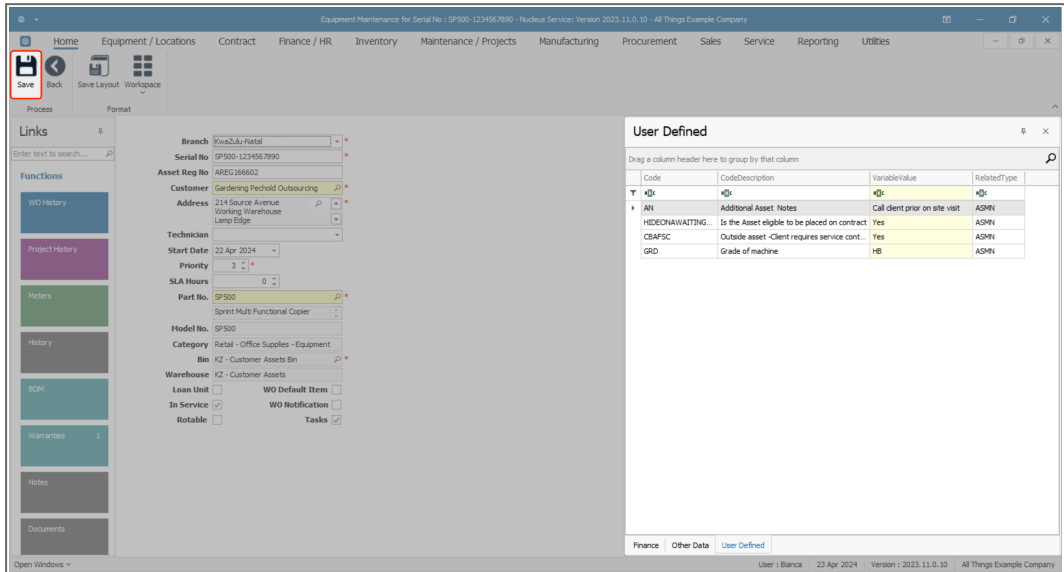 Equipment Maintenance for Serial No : SP500-1234567890 - Nucleus Service: Version 2023.11.0.10 - All Things Example Company
Home Equipment / Locations Contract Finance / HR Inventory Maintenance / Projects Manufacturing Procurement Sales Service Reporting Utilities
Save Back Save Layout Workspace
Process Format
Links
Enter text to search...
Functions
WO History
Project History
Meters
History
BOM
Warranties 1
Notes
Documents
Branch KwaZulu-Natal *
Serial No SP500-1234567890 *
Asset Reg No AREG166602
Customer Gardening Pechold Outsourcing *
Address 214 Source Avenue *
Working Warehouse
Lamp Edge
Technician
Start Date 22 Apr 2024
Priority 3 *
SLA Hours 0
Part No. SP500 *
Sprint Multi Functional Copier
Model No. SP500
Category Retail - Office Supplies - Equipment
Bin KZ - Customer Assets Bin *
Warehouse KZ - Customer Assets
Loan Unit WO Default Item
In Service WO Notification
Rotable Tasks
User Defined
Drag a column header here to group by that column
Code CodeDescription VariableValue RelatedType
AN Additional Asset Notes Call client prior on site visit ASMN
HIDEONAWAITING... Is the Asset eligible to be placed on contract Yes ASMN
CBAFSC Outside asset -Client requires service cont... Yes ASMN
GRD Grade of machine HB ASMN
Finance Other Data User Defined
Open Windows User : Bianca 23 Apr 2024 Version : 2023.11.0.10 All Things Example Company